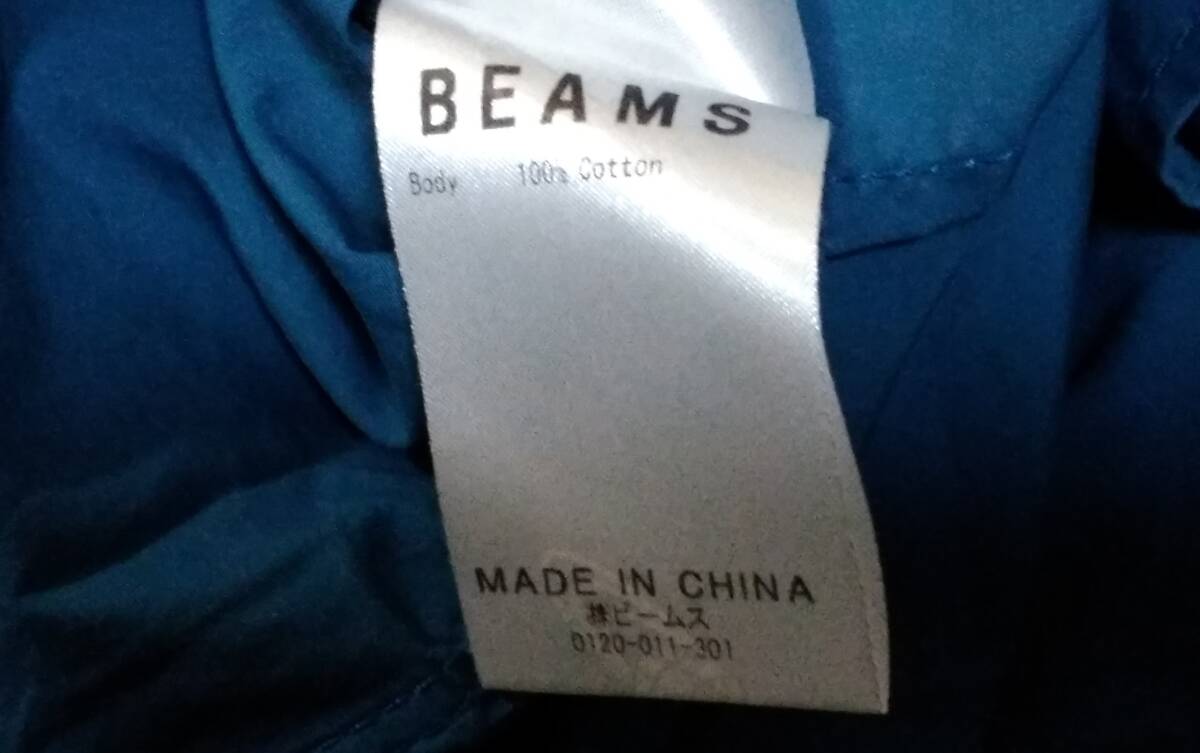 BEAMS
Body 100% Cotton
MADE IN CHINA
㈱ビームス
0120-011-301